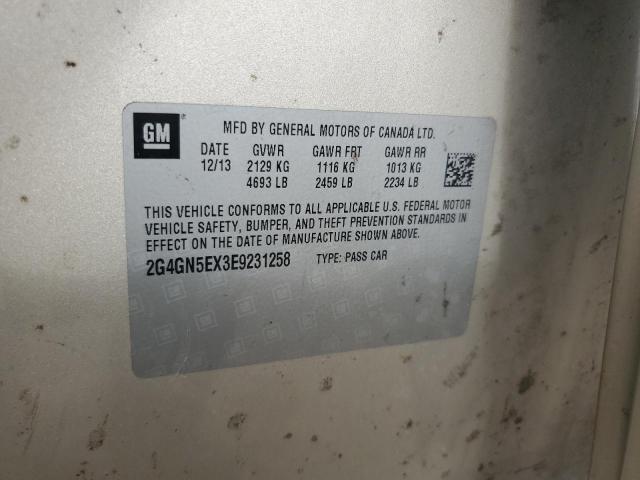 GM
MFD BY GENERAL MOTORS OF CANADA LTD.
DATE GVWR GAWR FRT GAWR RR
12/13 2129 KG 1116 KG 1013 KG
4693 LB 2459 LB 2234 LB
THIS VEHICLE CONFORMS TO ALL APPLICABLE U.S. FEDERAL MOTOR
VEHICLE SAFETY, BUMPER, AND THEFT PREVENTION STANDARDS IN
EFFECT ON THE DATE OF MANUFACTURE SHOWN ABOVE.
2G4GN5EX3E9231258 TYPE: PASS CAR